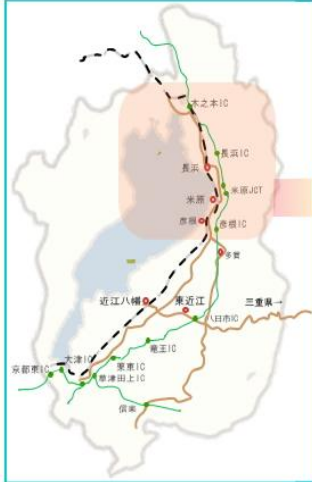 木之本IC
長浜IC
長浜
米原JCT
米原
彦根
彦根IC
多賀
近江八幡
東近江
三重県→
八日市IC
竜王IC
大津IC
栗東IC
京都東IC
草津田上IC
信楽